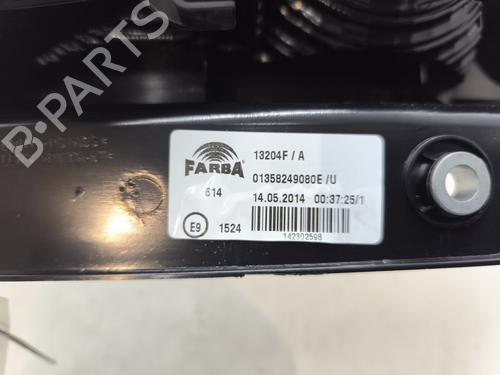 B-PARTS
FARBA
13204F / A
01358249080E /U
614 14.05.2014 00:37:25/1
E9 1524
142302598